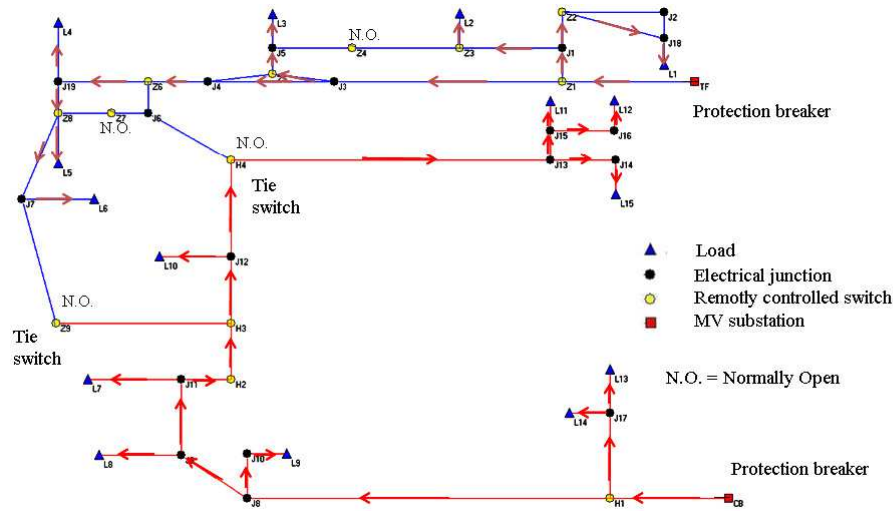 L4
L3
N.O.
L2
Z2
J2
J18
J5
Z4
Z3
J1
L1
J19
Z6
J4
J3
Z1
TF
Protection breaker
Z8
Z7
J6
N.O.
N.O.
L11
L12
J15
J16
H4
J13
J14
L5
Tie
switch
L15
J7
L6
L10
J12
Load
Electrical junction
Remotly controlled switch
MV substation
N.O.
Z9
H3
Tie
switch
L7
J11
H2
L13
N.O. = Normally Open
L14
J17
L8
J10
L9
Protection breaker
J8
H1
CB